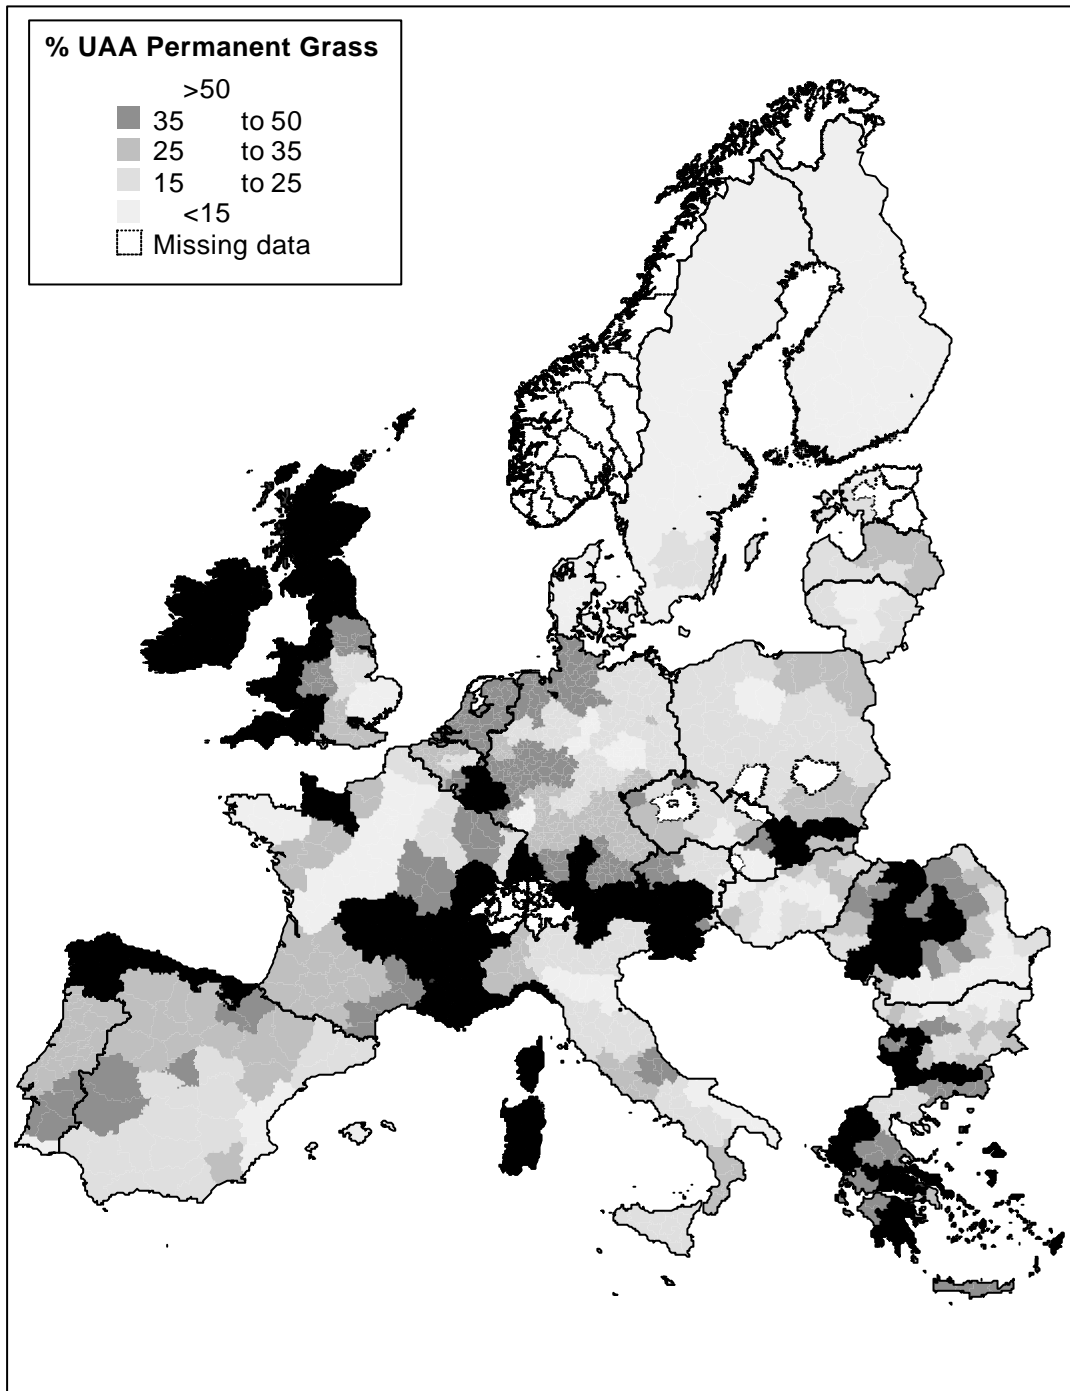 % UAA Permanent Grass
>50
35 to 50
25 to 35
15 to 25
<15
Missing data